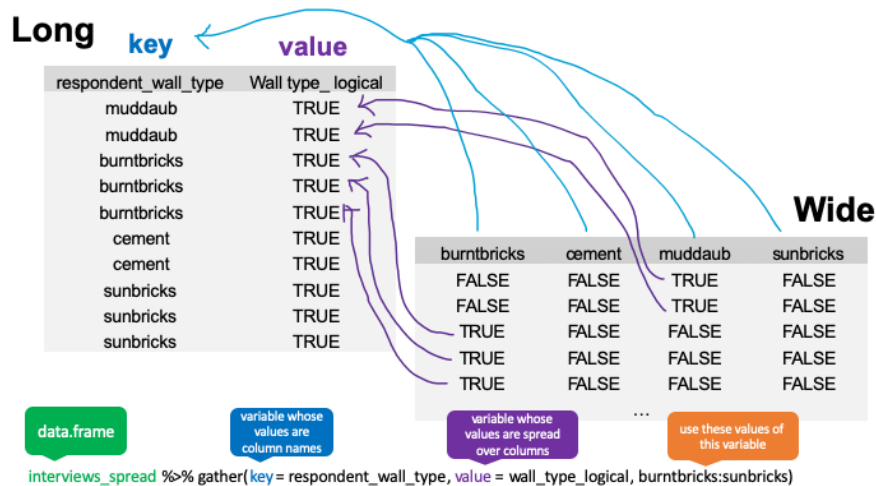 Long
key value
respondent_wall_type Wall type_ logical
muddaub TRUE
muddaub TRUE
burntbricks TRUE
burntbricks TRUE
burntbricks TRUE
cement TRUE
cement TRUE
sunbricks TRUE
sunbricks TRUE
sunbricks TRUE
Wide
burntbricks cement muddaub sunbricks
FALSE FALSE TRUE FALSE
FALSE FALSE TRUE FALSE
TRUE FALSE FALSE FALSE
TRUE FALSE FALSE FALSE
TRUE FALSE FALSE FALSE
...
data.frame
variable whose
values are
column names
variable whose
values are spread
over columns
use these values of
this variable
interviews_spread %>% gather(key = respondent_wall_type, value = wall_type_logical, burntbricks:sunbricks)